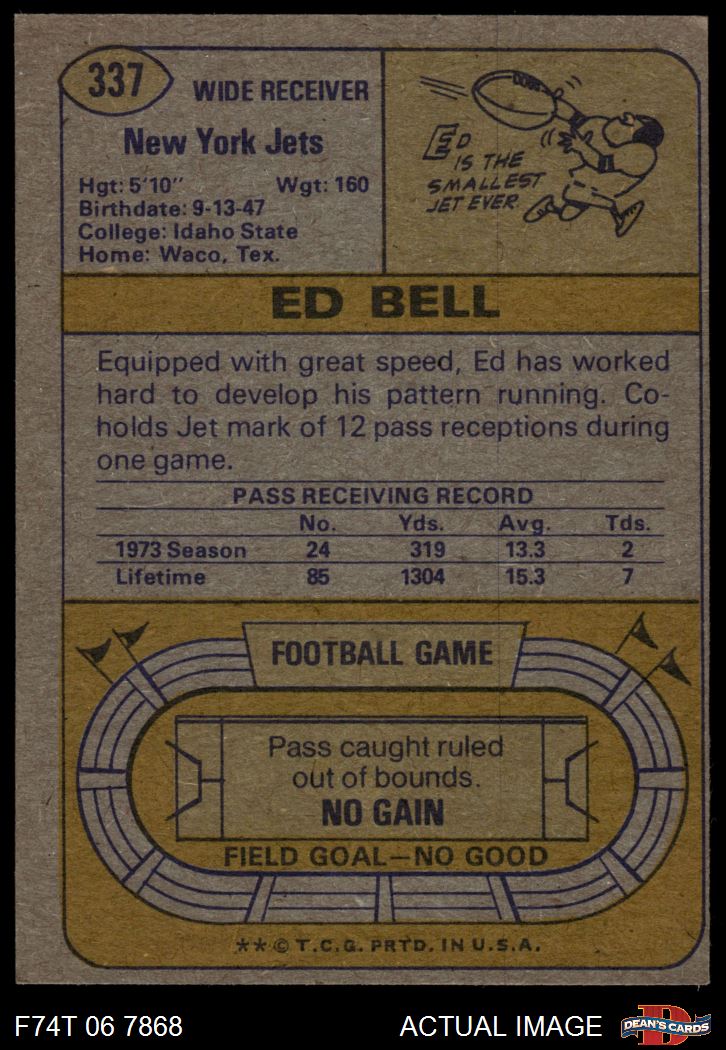 337
WIDE RECEIVER
New York Jets
Hgt: 5'10" Wgt: 160
Birthdate: 9-13-47
College: Idaho State
Home: Waco, Tex.
ED
IS THE
SMALLEST
JET EVER
ED BELL
Equipped with great speed, Ed has worked
hard to develop his pattern running. Co-
holds Jet mark of 12 pass receptions during
one game.
PASS RECEIVING RECORD
No. Yds. Avg. Tds.
1973 Season 24 319 13.3 2
Lifetime 85 1304 15.3 7
FOOTBALL GAME
Pass caught ruled
out of bounds.
NO GAIN
FIELD GOAL—NO GOOD
** © T.C.G. PRTD. IN U.S.A.
F74T 06 7868 ACTUAL IMAGE
D
DEAN'S CARDS